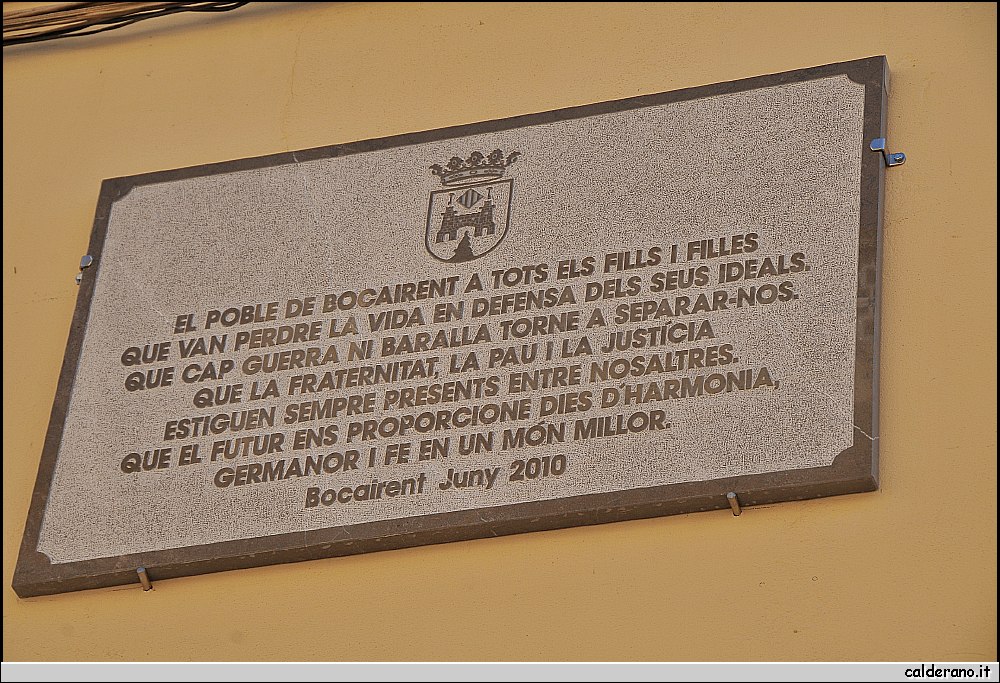 EL POBLE DE BOCAIRENT A TOTS ELS FILLS I FILLES
QUE VAN PERDRE LA VIDA EN DEFENSA DELS SEUS IDEALS.
QUE CAP GUERRA NI BARALLA TORNE A SEPARAR-NOS.
QUE LA FRATERNITAT, LA PAU I LA JUSTÍCIA
ESTIGUEN SEMPRE PRESENTS ENTRE NOSALTRES.
QUE EL FUTUR ENS PROPORCIONE DIES D'HARMONIA,
GERMANOR I FE EN UN MÓN MILLOR.
Bocairent Juny 2010
calderano.it